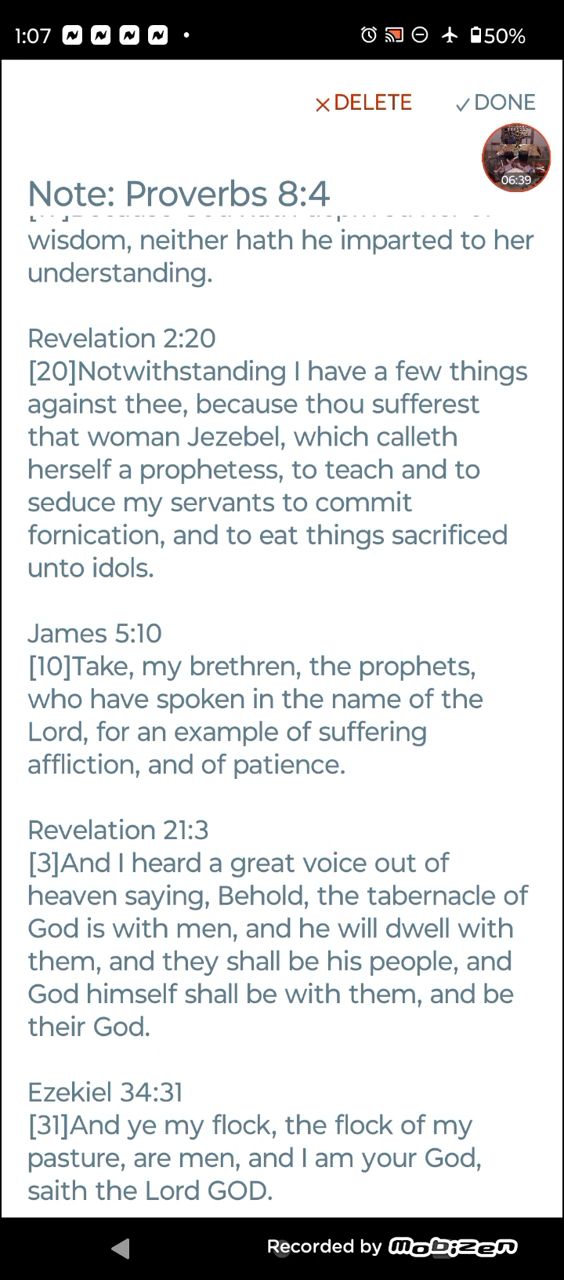 1:07
50%
DELETE
DONE
06:39
Note: Proverbs 8:4
wisdom, neither hath he imparted to her
understanding.
Revelation 2:20
[20]Notwithstanding I have a few things
against thee, because thou sufferest
that woman Jezebel, which calleth
herself a prophetess, to teach and to
seduce my servants to commit
fornication, and to eat things sacrificed
unto idols.
James 5:10
[10]Take, my brethren, the prophets,
who have spoken in the name of the
Lord, for an example of suffering
affliction, and of patience.
Revelation 21:3
[3]And I heard a great voice out of
heaven saying, Behold, the tabernacle of
God is with men, and he will dwell with
them, and they shall be his people, and
God himself shall be with them, and be
their God.
Ezekiel 34:31
[31]And ye my flock, the flock of my
pasture, are men, and I am your God,
saith the Lord GOD.
Recorded by Mobizen